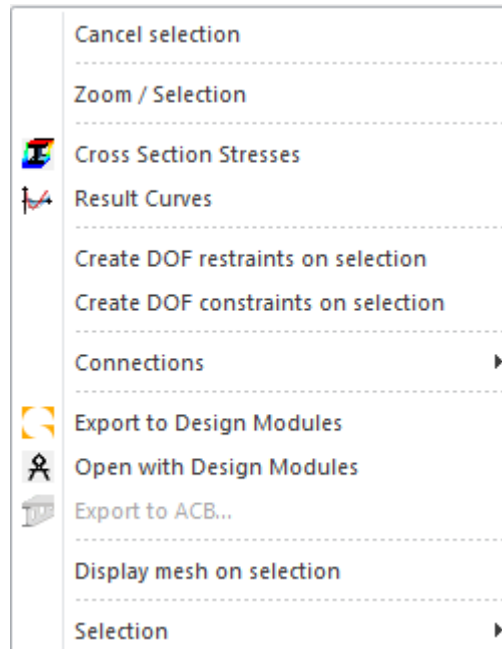 Cancel selection
Zoom / Selection
Cross Section Stresses
Result Curves
Create DOF restraints on selection
Create DOF constraints on selection
Connections
Export to Design Modules
Open with Design Modules
Export to ACB...
Display mesh on selection
Selection